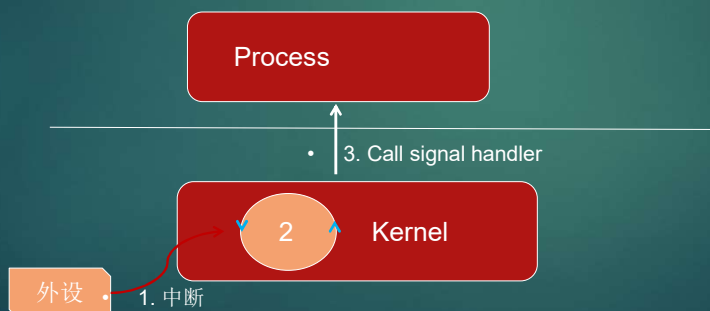 Process
• 3. Call signal handler
2
Kernel
外设
• 1. 中断